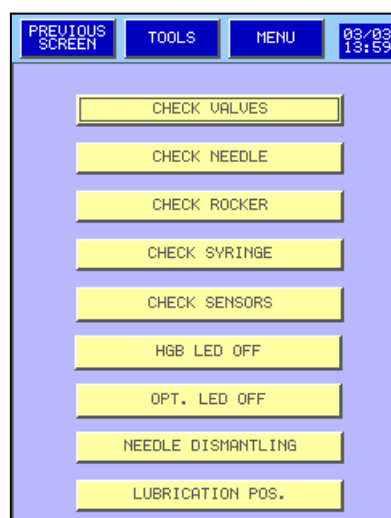 PREVIOUS
SCREEN
TOOLS
MENU
03/03
13:59
CHECK VALVES
CHECK NEEDLE
CHECK ROCKER
CHECK SYRINGE
CHECK SENSORS
HGB LED OFF
OPT. LED OFF
NEEDLE DISMANTLING
LUBRICATION POS.